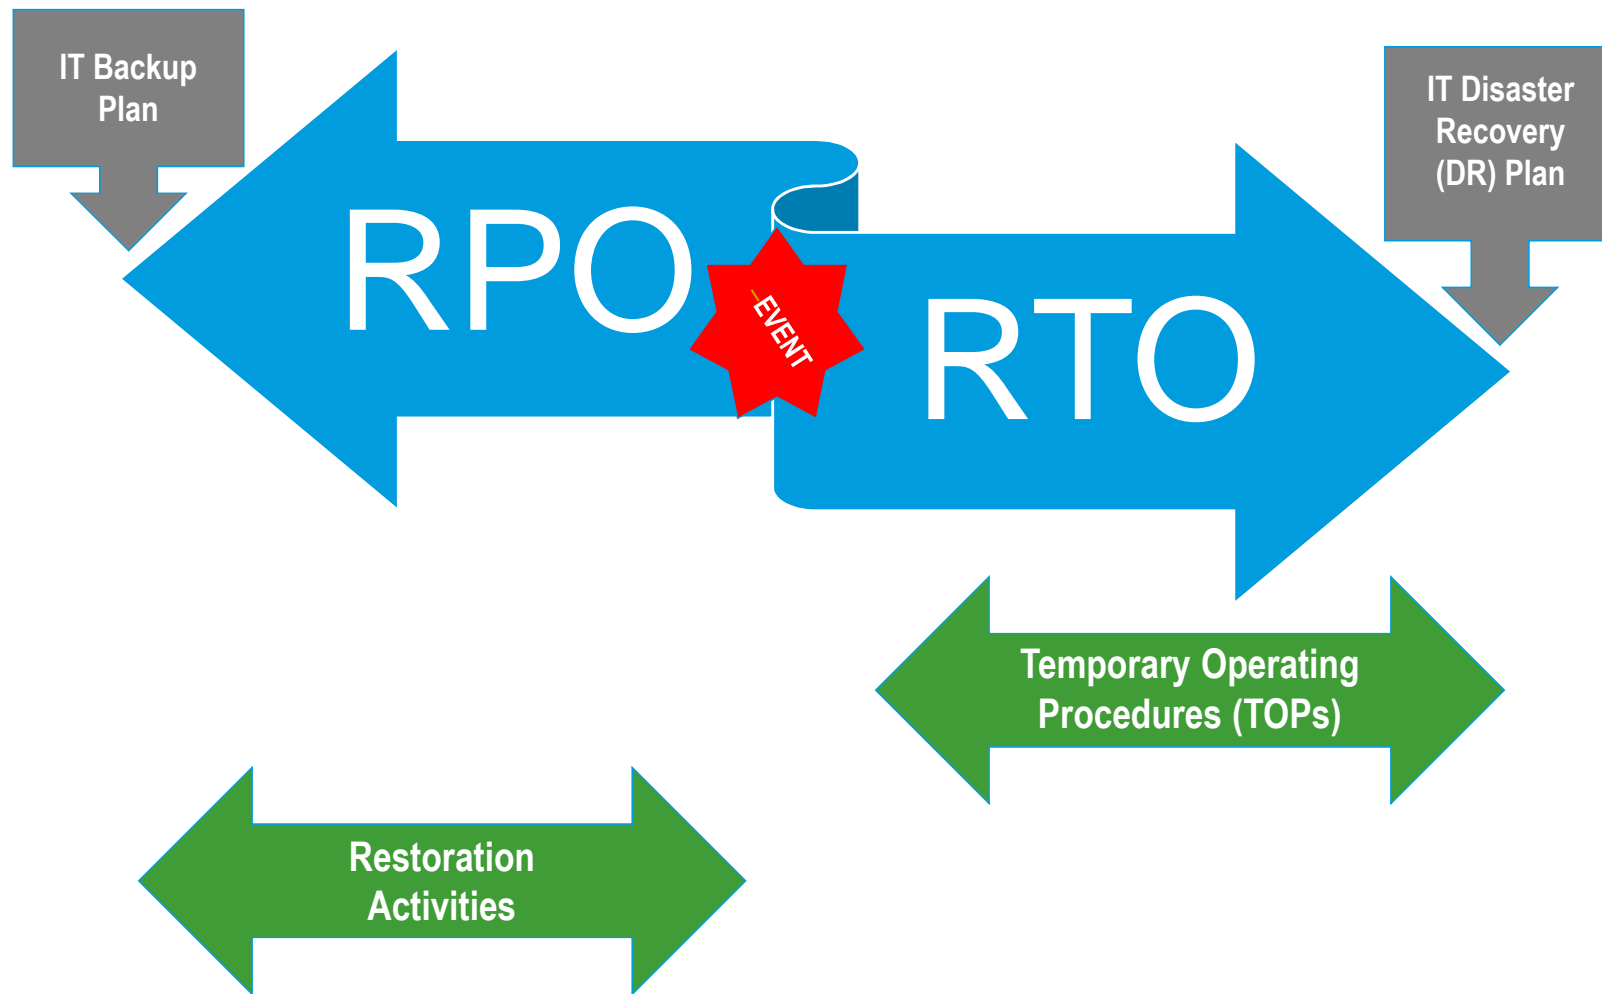 IT Backup
Plan
IT Disaster
Recovery
(DR) Plan
RPO
–EVENT
RTO
Temporary Operating
Procedures (TOPs)
Restoration
Activities